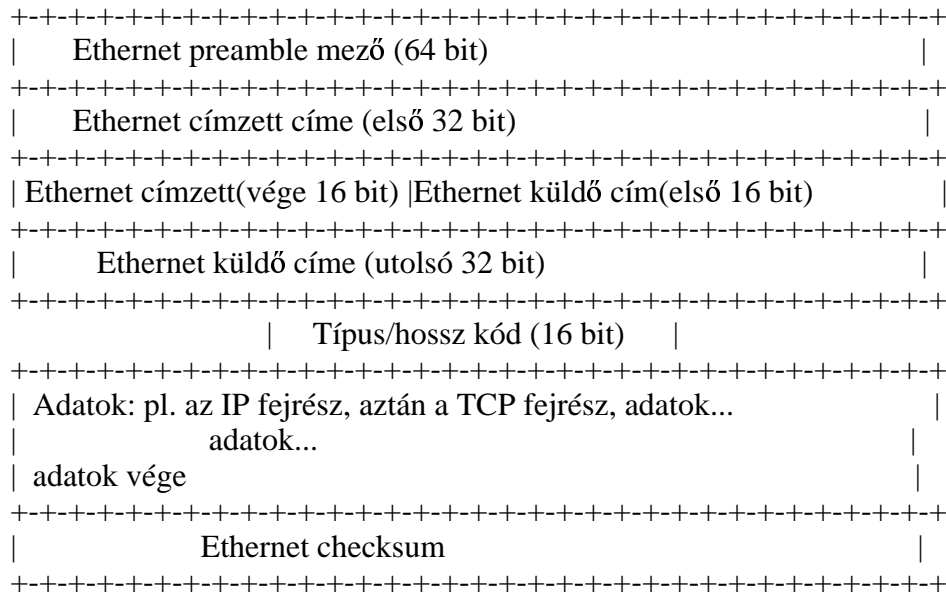 +-+-+-+-+-+-+-+-+-+-+-+-+-+-+-+-+-+-+-+-+-+-+-+-+-+-+-+-+-+-+-+-+
| Ethernet preamble mező (64 bit) |
+-+-+-+-+-+-+-+-+-+-+-+-+-+-+-+-+-+-+-+-+-+-+-+-+-+-+-+-+-+-+-+-+
| Ethernet címzett címe (első 32 bit) |
+-+-+-+-+-+-+-+-+-+-+-+-+-+-+-+-+-+-+-+-+-+-+-+-+-+-+-+-+-+-+-+-+
| Ethernet címzett(vége 16 bit) |Ethernet küldő cím(első 16 bit) |
+-+-+-+-+-+-+-+-+-+-+-+-+-+-+-+-+-+-+-+-+-+-+-+-+-+-+-+-+-+-+-+-+
| Ethernet küldő címe (utolsó 32 bit) |
+-+-+-+-+-+-+-+-+-+-+-+-+-+-+-+-+-+-+-+-+-+-+-+-+-+-+-+-+-+-+-+-+
| Típus/hossz kód (16 bit) |
+-+-+-+-+-+-+-+-+-+-+-+-+-+-+-+-+-+-+-+-+-+-+-+-+-+-+-+-+-+-+-+-+
| Adatok: pl. az IP fejrész, aztán a TCP fejrész, adatok... |
| adatok... |
| adatok vége |
+-+-+-+-+-+-+-+-+-+-+-+-+-+-+-+-+-+-+-+-+-+-+-+-+-+-+-+-+-+-+-+-+
| Ethernet checksum |
+-+-+-+-+-+-+-+-+-+-+-+-+-+-+-+-+-+-+-+-+-+-+-+-+-+-+-+-+-+-+-+-+